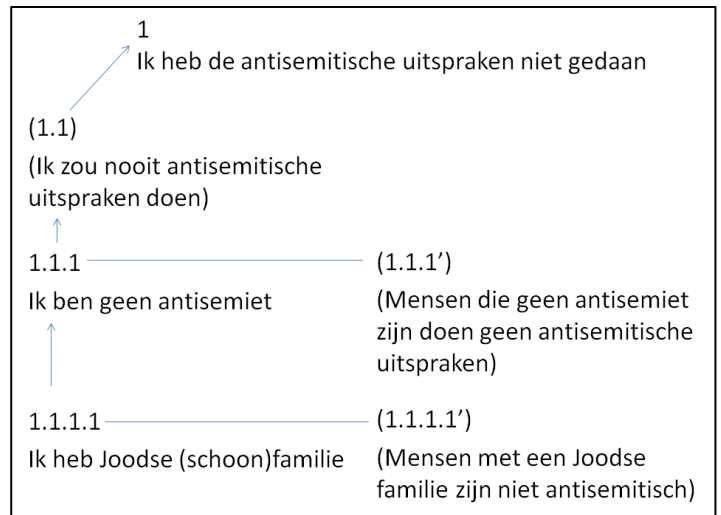 1
Ik heb de antisemitische uitspraken niet gedaan
(1.1)
(Ik zou nooit antisemitische
uitspraken doen)
1.1.1
Ik ben geen antisemiet
(1.1.1’)
(Mensen die geen antisemiet
zijn doen geen antisemitische
uitspraken)
1.1.1.1
Ik heb Joodse (schoon)familie
(1.1.1.1’)
(Mensen met een Joodse
familie zijn niet antisemitisch)